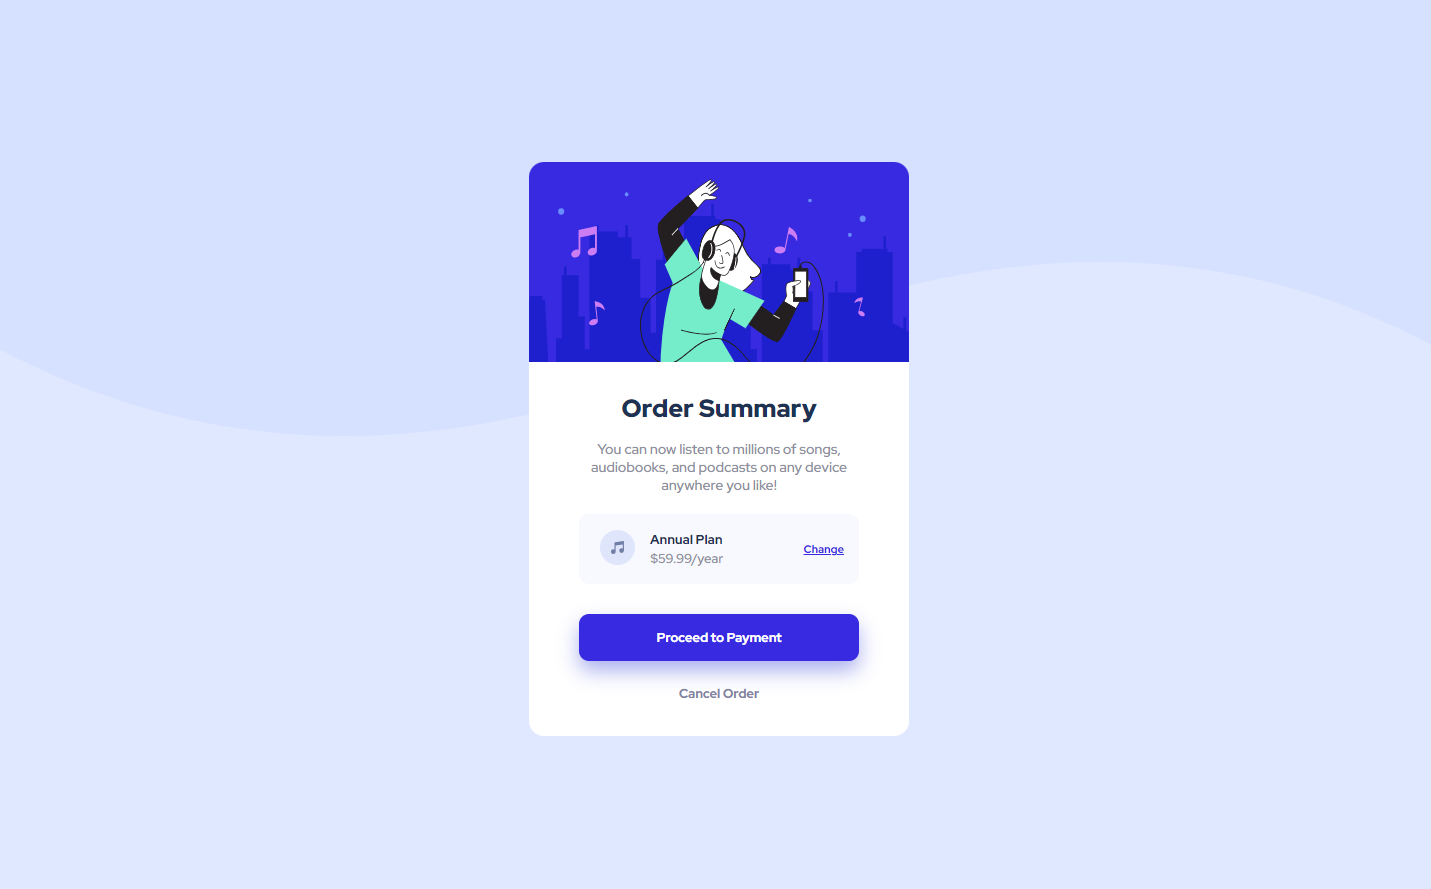 Order Summary
You can now listen to millions of songs,
audiobooks, and podcasts on any device
anywhere you like!
Annual Plan
$59.99/year
Change
Proceed to Payment
Cancel Order